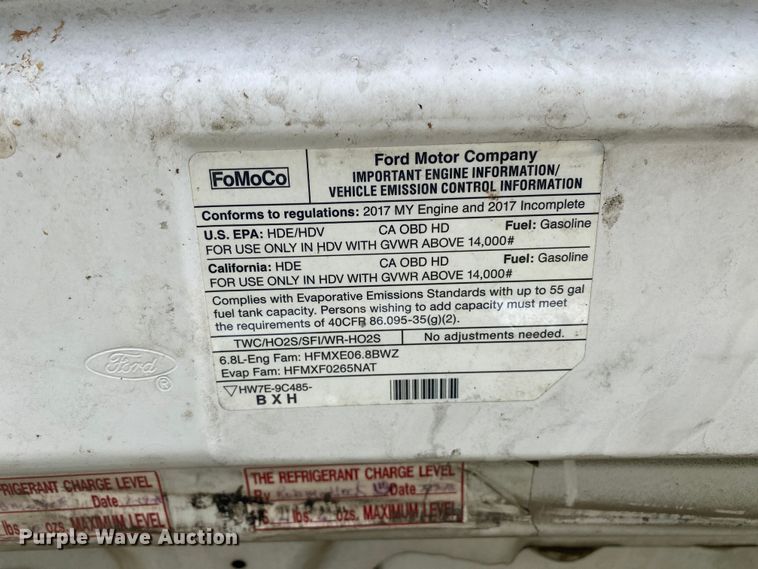 FoMoCo
Ford Motor Company
IMPORTANT ENGINE INFORMATION/
VEHICLE EMISSION CONTROL INFORMATION
Conforms to regulations: 2017 MY Engine and 2017 Incomplete
U.S. EPA: HDE/HDV CA OBD HD Fuel: Gasoline
FOR USE ONLY IN HDV WITH GVWR ABOVE 14,000#
California: HDE CA OBD HD Fuel: Gasoline
FOR USE ONLY IN HDV WITH GVWR ABOVE 14,000#
Complies with Evaporative Emissions Standards with up to 55 gal
fuel tank capacity. Persons wishing to add capacity must meet
the requirements of 40CFR 86.095-35(g)(2).
TWC/HO2S/SFI/WR-HO2S No adjustments needed.
6.8L-Eng Fam: HFMXE06.8BWZ
Evap Fam: HFMXF0265NAT
HW7E-9C485-
BXH
Ford
RIGERANT CHARGE LEVEL
Date
lbs. ozs. MAXIMUM LEVEL
THE REFRIGERANT CHARGE LEVEL
By Date
ozs. MAXIMUM LEVEL
Purple Wave Auction